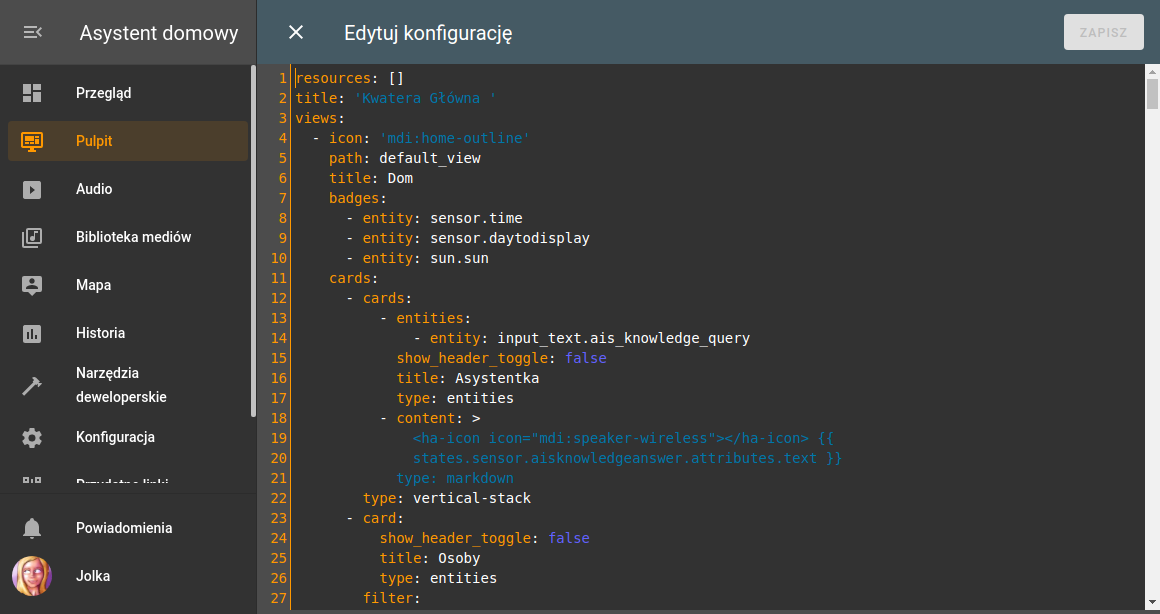 Asystent domowy
Przegląd
Pulpit
Audio
Biblioteka mediów
Mapa
Historia
Narzędzia
deweloperskie
Konfiguracja
Przydatne linki
Powiadomienia
Jolka
Edytuj konfigurację
ZAPISZ
1 resources: []
2 title: 'Kwatera Główna '
3 views:
4   - icon: 'mdi:home-outline'
5     path: default_view
6     title: Dom
7     badges:
8       - entity: sensor.time
9       - entity: sensor.daytodisplay
10       - entity: sun.sun
11     cards:
12       - cards:
13           - entities:
14               - entity: input_text.ais_knowledge_query
15             show_header_toggle: false
16             title: Asystentka
17             type: entities
18           - content: >
19               <ha-icon icon="mdi:speaker-wireless"></ha-icon> {{
20               states.sensor.aisknowledgeanswer.attributes.text }}
21             type: markdown
22         type: vertical-stack
23       - card:
24           show_header_toggle: false
25           title: Osoby
26           type: entities
27         filter: